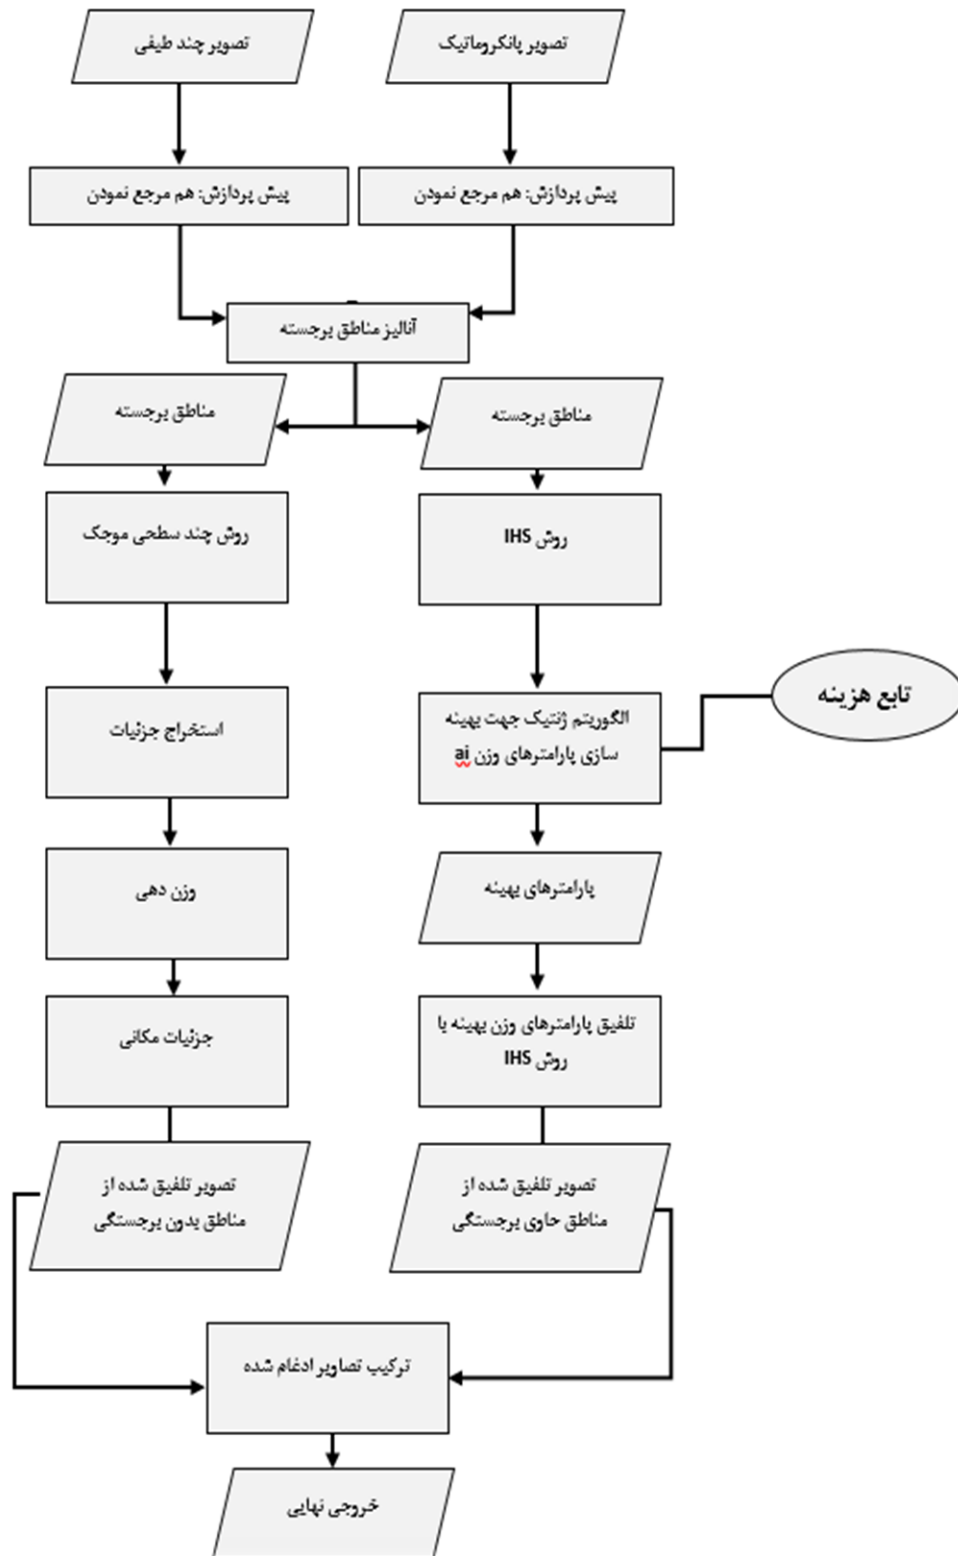 تصویر پانکروماتیک
تصویر چند طیفی
پیش پردازش: هم مرجع نمودن
پیش پردازش: هم مرجع نمودن
آنالیز مناطق برجسته
مناطق برجسته
مناطق برجسته
روش IHS
روش چند سطحی موجک
الگوریتم ژنتیک جهت بهینه
سازی پارامترهای وزن ai
تابع هزینه
استخراج جزئیات
پارامترهای بهینه
وزن دهی
تلفیق پارامترهای وزن بهینه با
روش IHS
جزئیات مکانی
تصویر تلفیق شده از
مناطق حاوی برجستگی
تصویر تلفیق شده از
مناطق بدون برجستگی
ترکیب تصاویر ادغام شده
خروجی نهایی